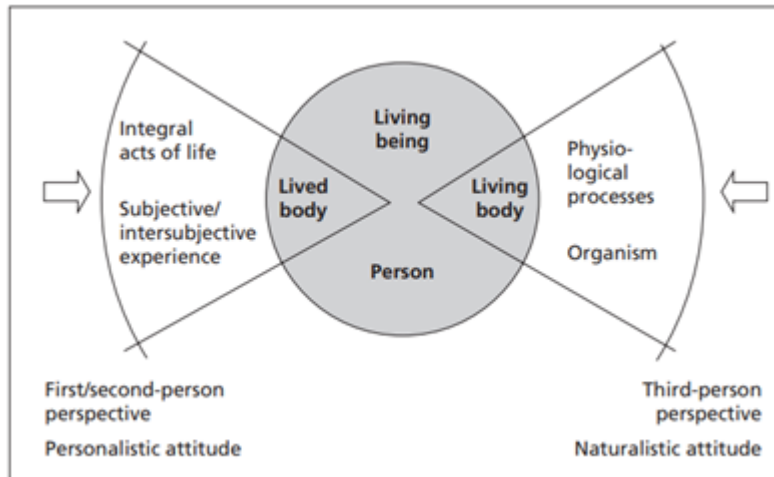 Living
being
Integral
acts of life
Physio-
logical
processes
Lived
body
Living
body
Subjective/
intersubjective
experience
Organism
Person
First/second-person
perspective
Third-person
perspective
Personalistic attitude
Naturalistic attitude